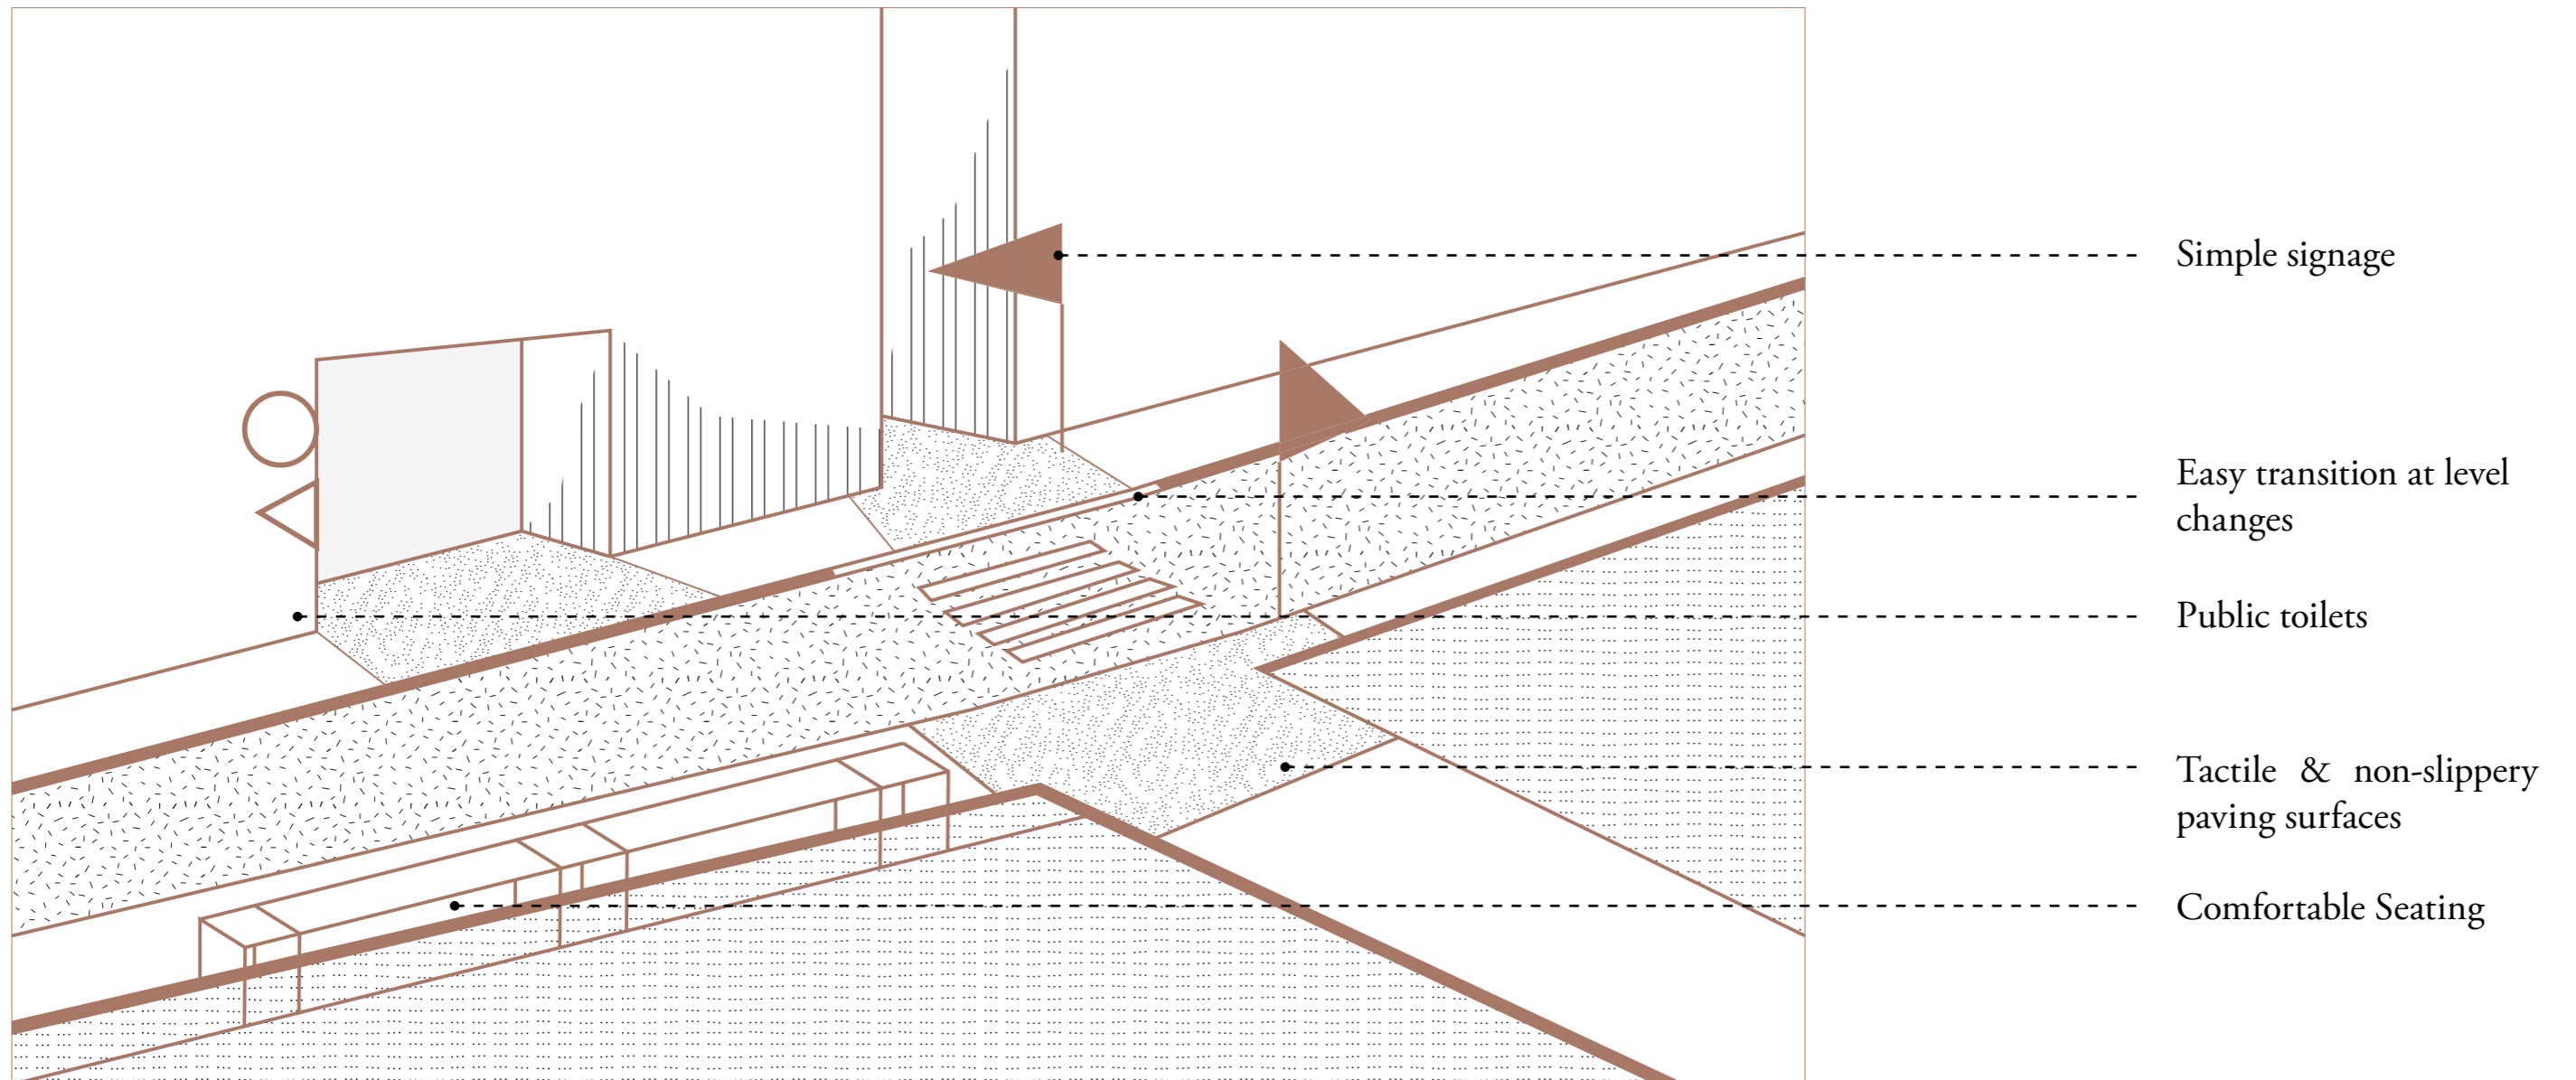 Simple signage
Easy transition at level
changes
Public toilets
Tactile & non-slippery
paving surfaces
Comfortable Seating